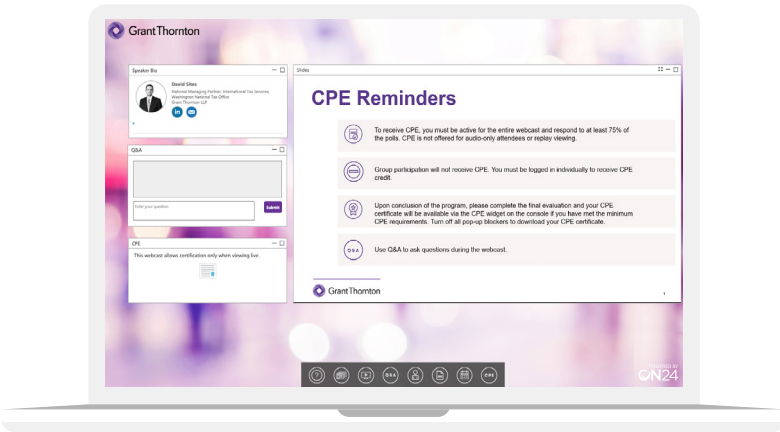 Grant Thornton
Speaker Bio
David Sites
National Managing Partner, International Tax Services,
Washington National Tax Office
Grant Thornton LLP
in
Q&A
Enter your question
Submit
CPE
This webcast allows certification only when viewing live
Slides
CPE Reminders
To receive CPE, you must be active for the entire webcast and respond to at least 75% of
the polls. CPE is not offered for audio-only attendees or replay viewing.
Group participation will not receive CPE. You must be logged in individually to receive CPE
credit.
Upon conclusion of the program, please complete the final evaluation and your CPE
certificate will be available via the CPE widget on the console if you have met the minimum
CPE requirements. Turn off all pop-up blockers to download your CPE certificate.
Q&A
Use Q&A to ask questions during the webcast.
Grant Thornton
1
?
Q&A
CPE
POWERED BY
ON24